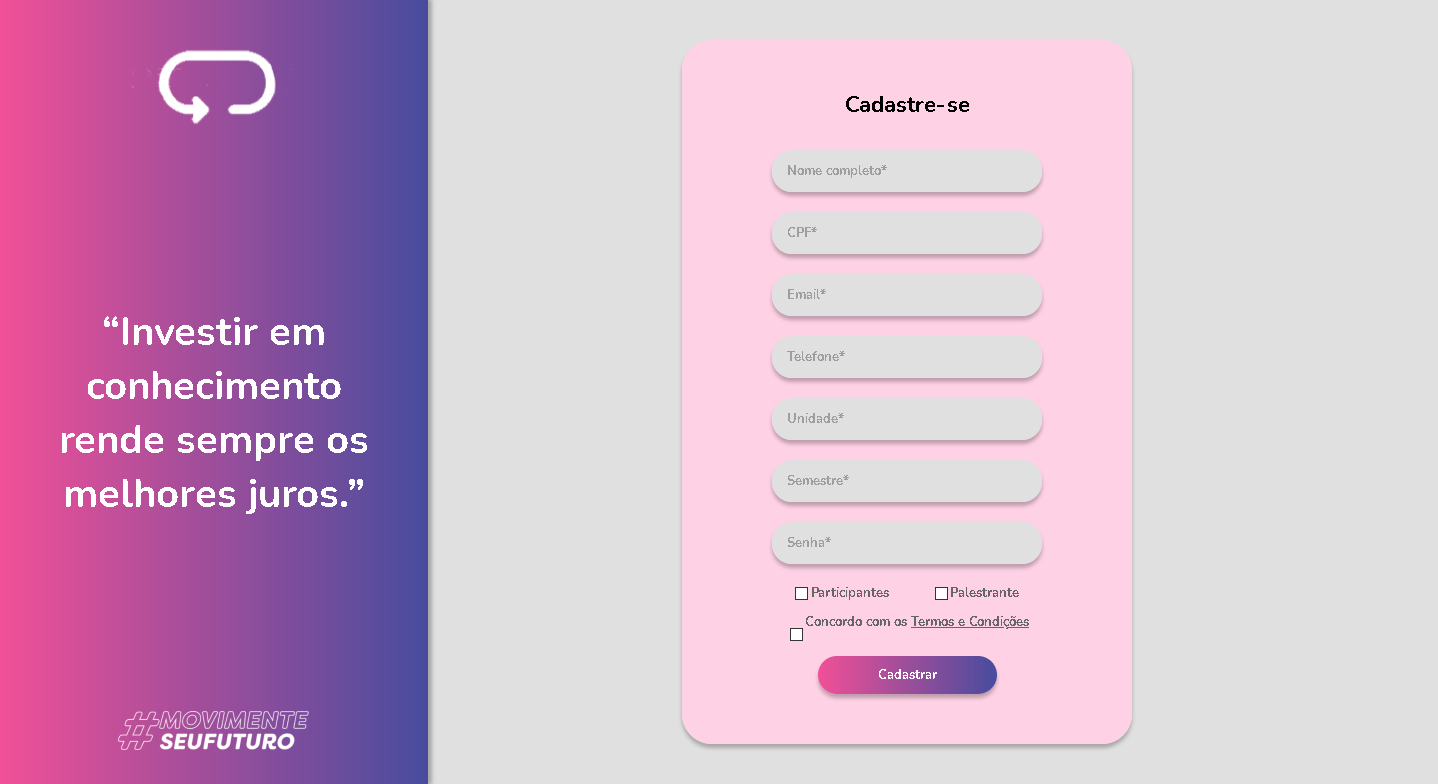 “Investir em
conhecimento
rende sempre os
melhores juros.”
#MOVIMENTE
SEUFUTURO
Cadastre-se
Nome completo*
CPF*
Email*
Telefone*
Unidade*
Semestre*
Senha*
Participantes Palestrante
Concordo com os Termos e Condições
Cadastrar